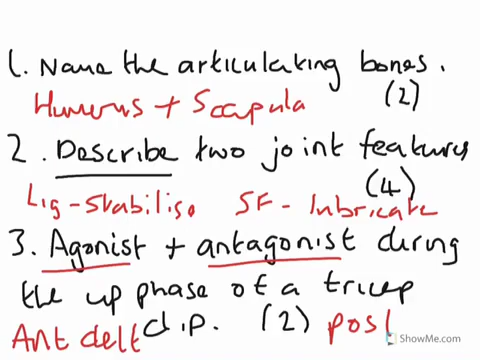 1. Name the articulating bones.
Humerus + Scapula (2)
2. Describe two joint features
(4)
Lig-Stabilise SF - lubricate
3. Agonist + antagonist during
the up phase of a tricep
Ant delt dip. (2) post
ShowMe.com